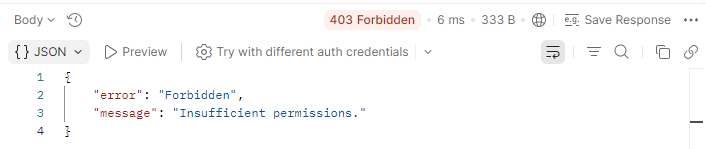 Body 403 Forbidden • 6 ms • 333 B • e.g. Save Response
{} JSON Preview Try with different auth credentials
1 {
2 "error": "Forbidden",
3 "message": "Insufficient permissions."
4 }